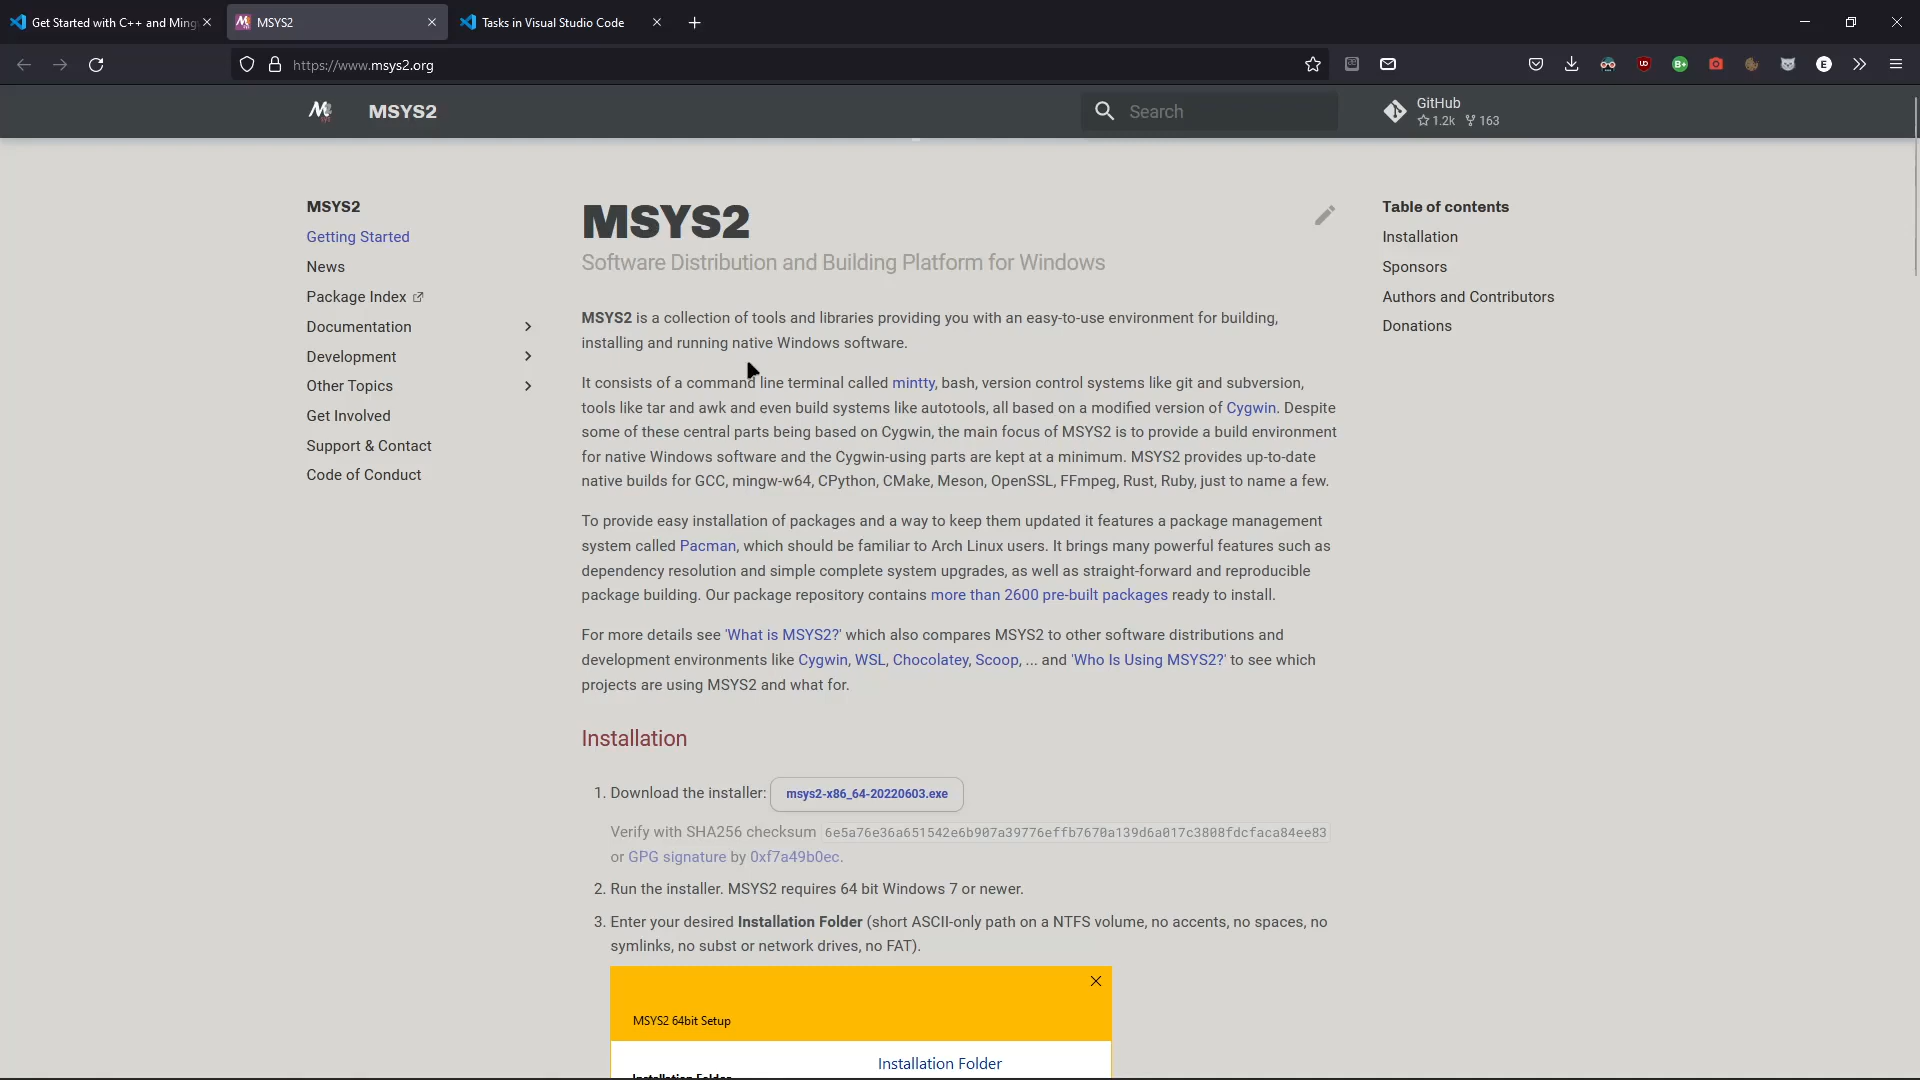 Get Started with C++ and Ming
MSYS2
Tasks in Visual Studio Code
https://www.msys2.org
MSYS2
Search
GitHub
1.2k 163
MSYS2
Getting Started
News
Package Index
Documentation
Development
Other Topics
Get Involved
Support & Contact
Code of Conduct
MSYS2
Software Distribution and Building Platform for Windows
MSYS2 is a collection of tools and libraries providing you with an easy-to-use environment for building,
installing and running native Windows software.
It consists of a command line terminal called mintty, bash, version control systems like git and subversion,
tools like tar and awk and even build systems like autotools, all based on a modified version of Cygwin. Despite
some of these central parts being based on Cygwin, the main focus of MSYS2 is to provide a build environment
for native Windows software and the Cygwin-using parts are kept at a minimum. MSYS2 provides up-to-date
native builds for GCC, mingw-w64, CPython, CMake, Meson, OpenSSL, FFmpeg, Rust, Ruby, just to name a few.
To provide easy installation of packages and a way to keep them updated it features a package management
system called Pacman, which should be familiar to Arch Linux users. It brings many powerful features such as
dependency resolution and simple complete system upgrades, as well as straight-forward and reproducible
package building. Our package repository contains more than 2600 pre-built packages ready to install.
For more details see 'What is MSYS2?' which also compares MSYS2 to other software distributions and
development environments like Cygwin, WSL, Chocolatey, Scoop, ... and 'Who Is Using MSYS2?' to see which
projects are using MSYS2 and what for.
Installation
1. Download the installer: msys2-x86_64-20220603.exe
Verify with SHA256 checksum 6e5a76e36a651542e6b907a39776effb7670a139d6a017c3808fdcfaca84ee83
or GPG signature by 0xf7a49b0ec.
2. Run the installer. MSYS2 requires 64 bit Windows 7 or newer.
3. Enter your desired Installation Folder (short ASCII-only path on a NTFS volume, no accents, no spaces, no
symlinks, no subst or network drives, no FAT).
MSYS2 64bit Setup
Installation Folder
Installation Folder
Table of contents
Installation
Sponsors
Authors and Contributors
Donations